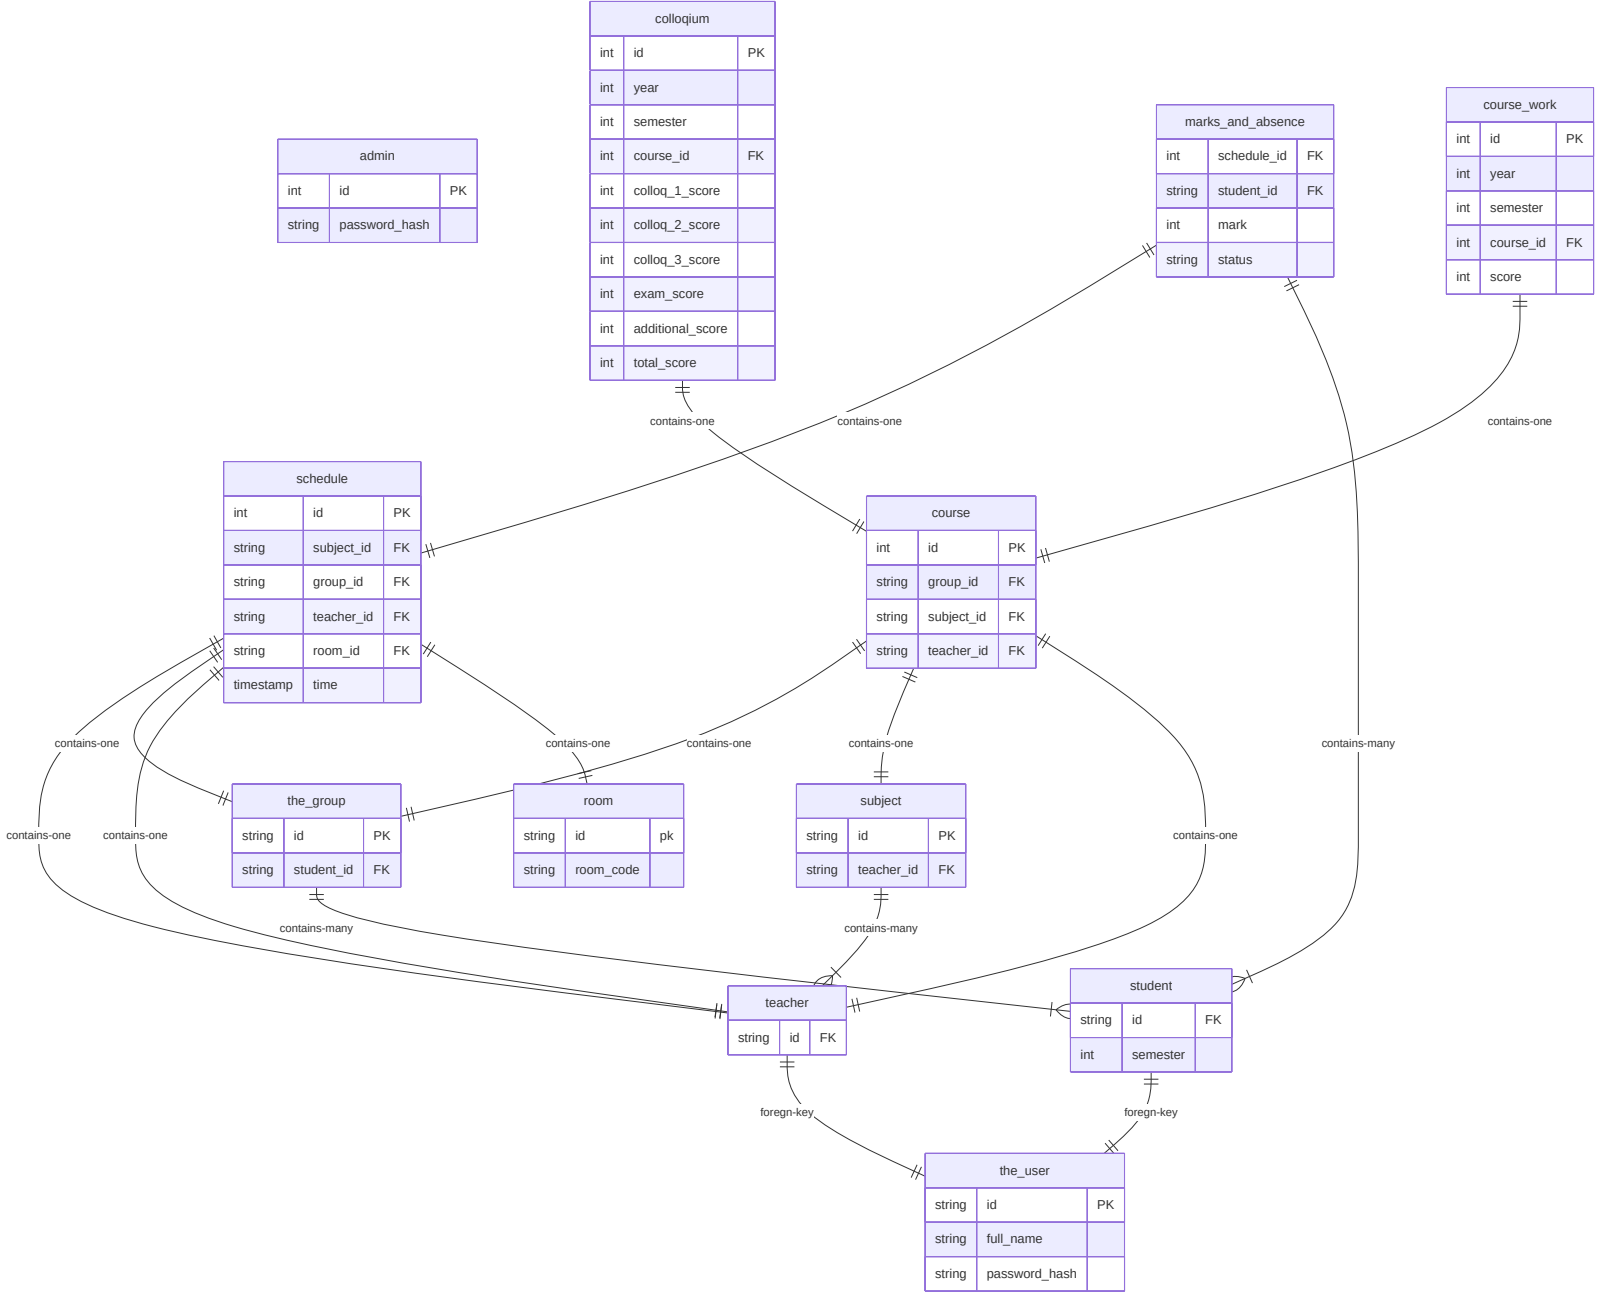 colloqium
int id PK
int year
int semester
int course_id FK
int colloq_1_score
int colloq_2_score
int colloq_3_score
int exam_score
int additional_score
int total_score
admin
int id PK
string password_hash
marks_and_absence
int schedule_id FK
string student_id FK
int mark
string status
course_work
int id PK
int year
int semester
int course_id FK
int score
contains-one
contains-one
contains-one
schedule
int id PK
string subject_id FK
string group_id FK
string teacher_id FK
string room_id FK
timestamp time
course
int id PK
string group_id FK
string subject_id FK
string teacher_id FK
contains-one
contains-one
contains-one
contains-one
contains-many
contains-one
contains-one
contains-one
the_group
string id PK
string student_id FK
room
string id pk
string room_code
subject
string id PK
string teacher_id FK
contains-many
contains-many
teacher
string id FK
student
string id FK
int semester
foregn-key
foregn-key
the_user
string id PK
string full_name
string password_hash